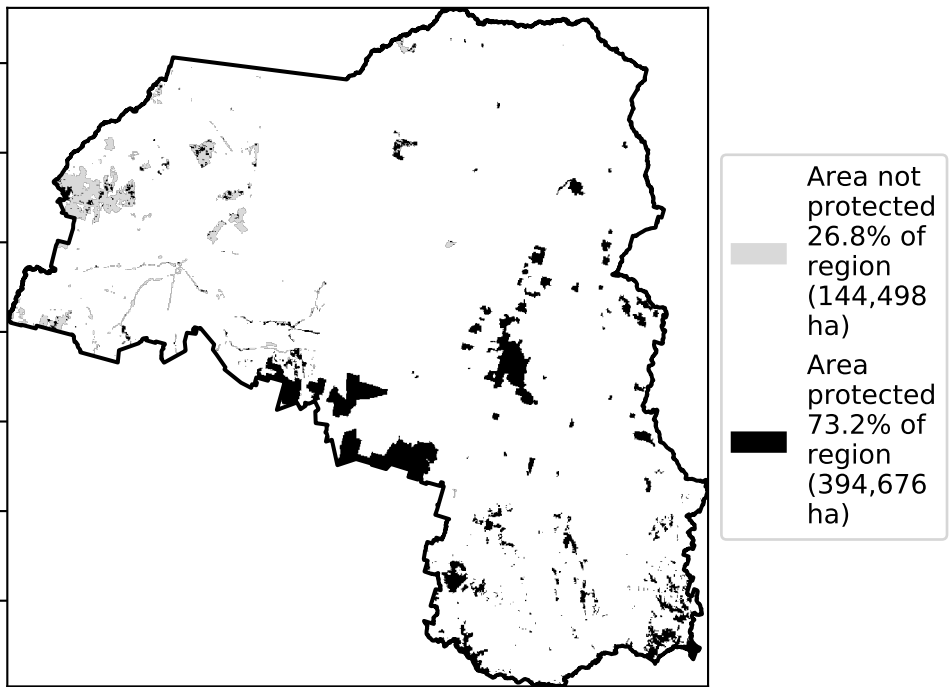 Area not
protected
26.8% of
region
(144,498
ha)
Area
protected
73.2% of
region
(394,676
ha)